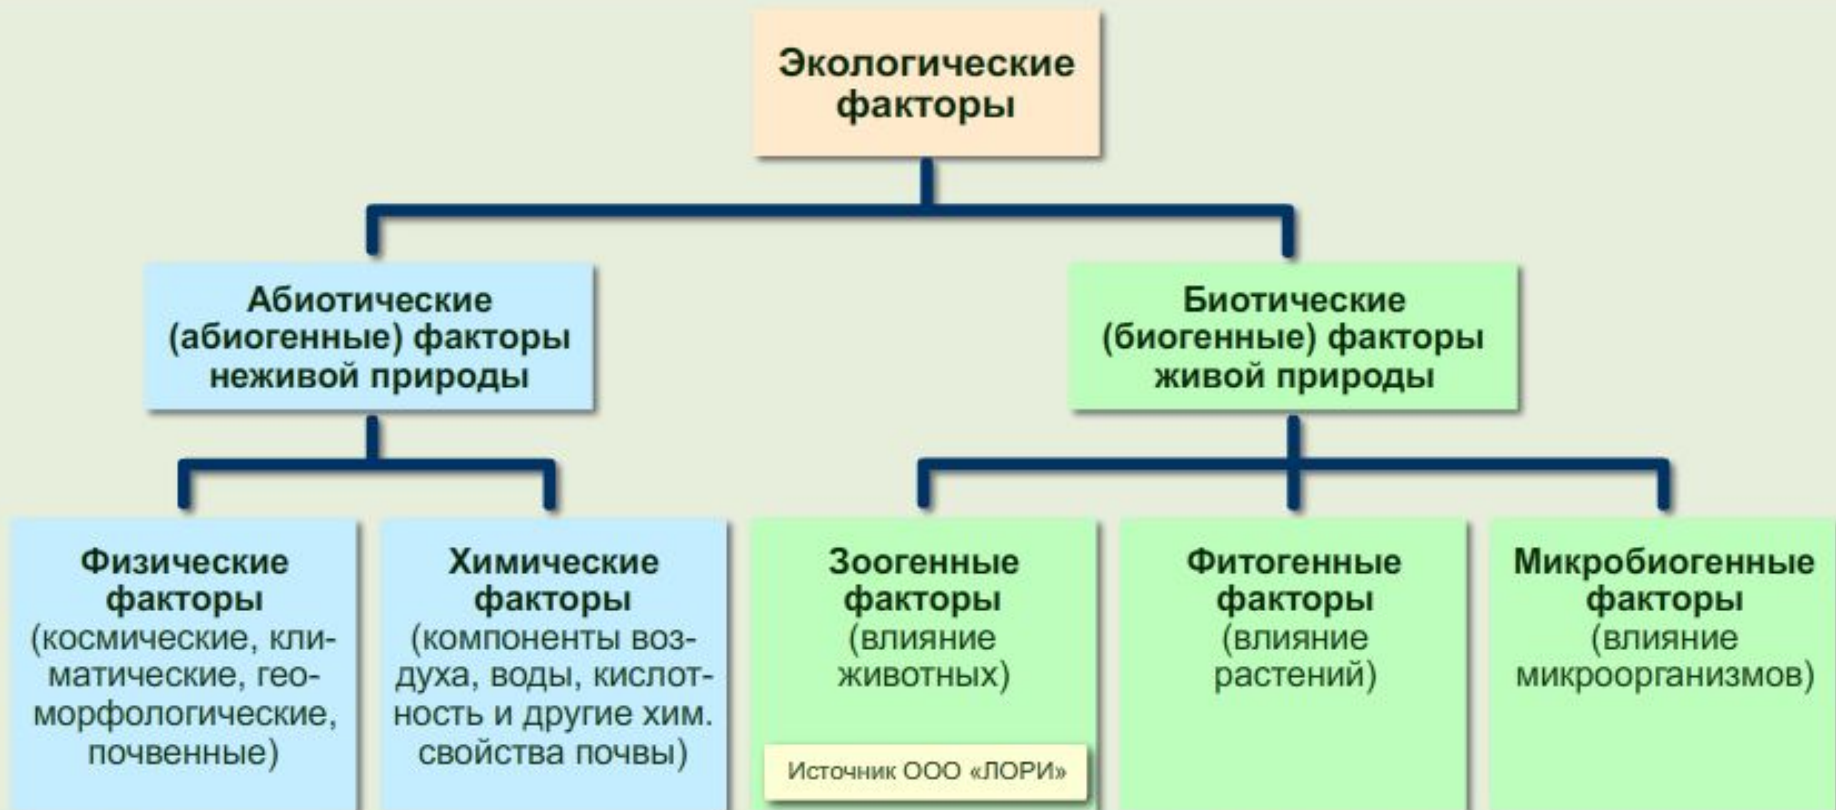 Экологические
факторы
Абиотические
(абиогенные) факторы
неживой природы
Биотические
(биогенные) факторы
живой природы
Физические
факторы
(космические, кли-
матические, гео-
морфологические,
почвенные)
Химические
факторы
(компоненты воз-
духа, воды, кислот-
ность и другие хим.
свойства почвы)
Зоогенные
факторы
(влияние
животных)
Источник ООО «ЛОРИ»
Фитогенные
факторы
(влияние
растений)
Микробиогенные
факторы
(влияние
микроорганизмов)